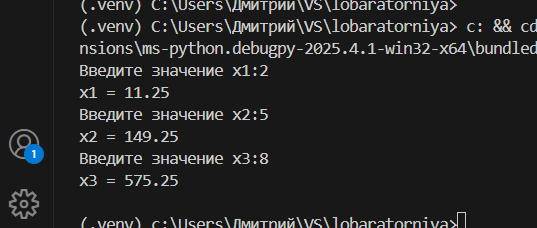 (.venv) C:\Users\Дмитрий\VS\lobaratorniya>
(.venv) C:\Users\Дмитрий\VS\lobaratorniya> c: && cd
nsions\ms-python.debugpy-2025.4.1-win32-x64\bundled
Введите значение x1:2
x1 = 11.25
Введите значение x2:5
x2 = 149.25
Введите значение x3:8
x3 = 575.25
1
(.venv) c:\Users\Дмитрий\VS\lobaratorniya>